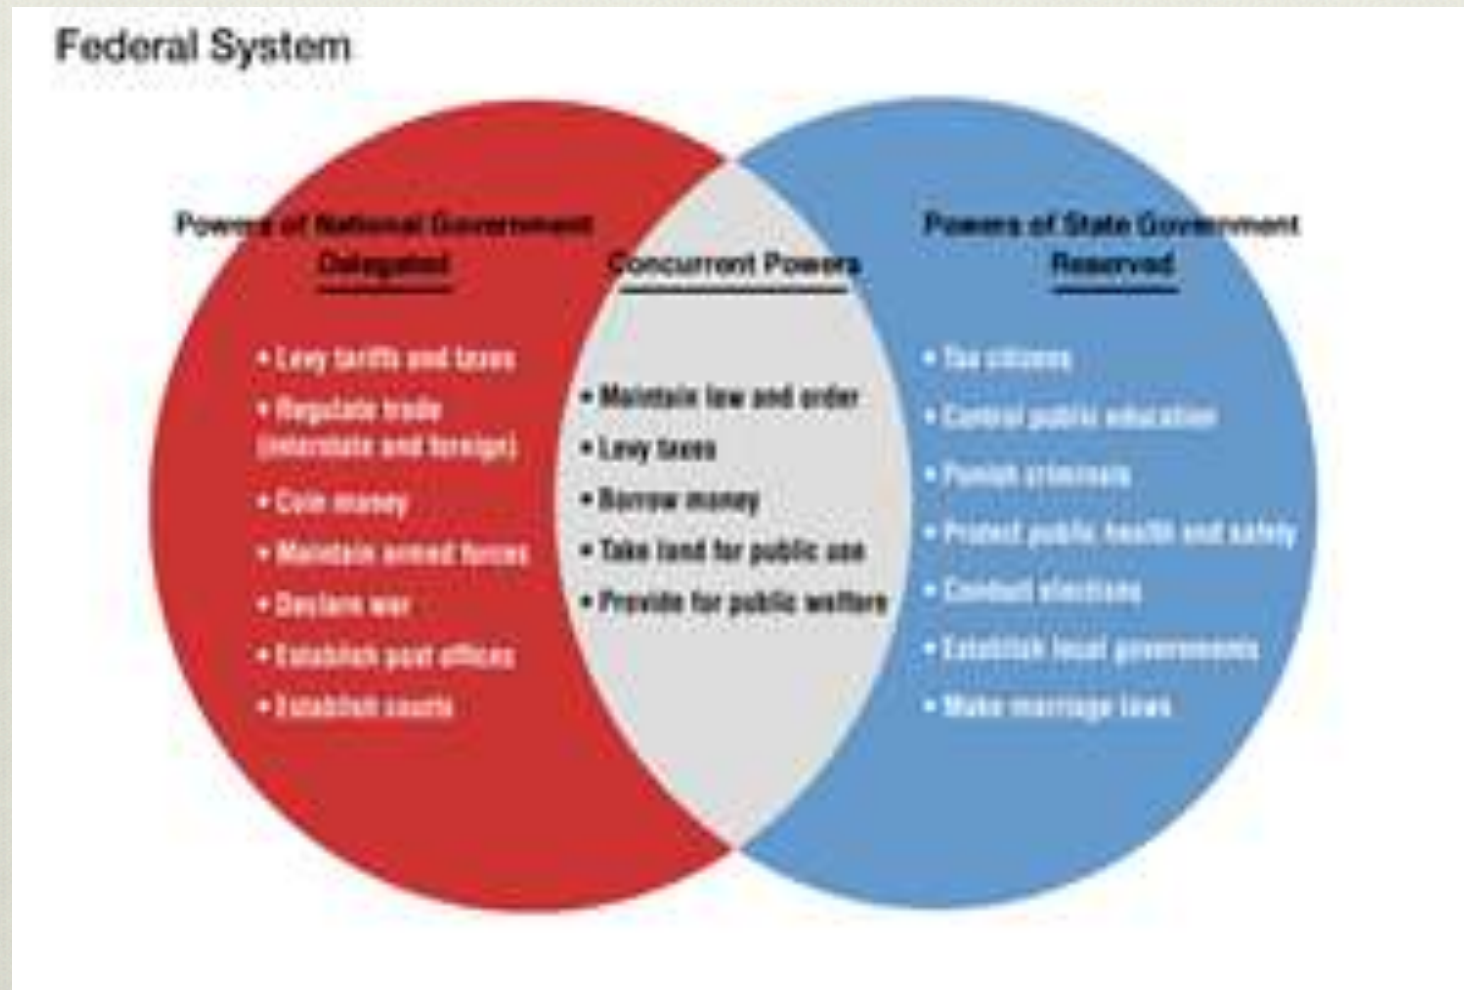 Federal System
Powers of National Government
Delegated
• Levy tariffs and taxes
• Regulate trade
(interstate and foreign)
• Coin money
• Maintain armed forces
• Declare war
• Establish post offices
• Establish courts
Concurrent Powers
• Maintain law and order
• Levy taxes
• Borrow money
• Take land for public use
• Provide for public welfare
Powers of State Government
Reserved
• Tax citizens
• Control public education
• Punish criminals
• Protect public health and safety
• Conduct elections
• Establish local governments
• Make marriage laws